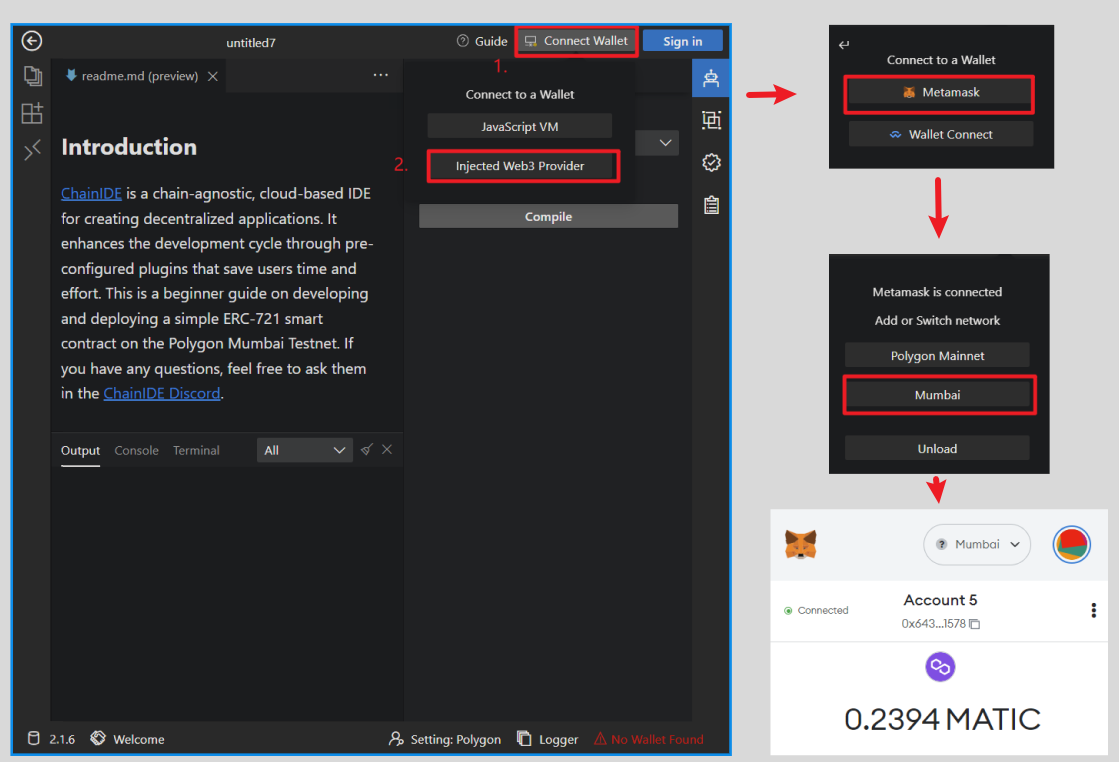 untitled7
Guide
Connect Wallet
Sign in
1.
readme.md (preview)
Connect to a Wallet
JavaScript VM
2.
Injected Web3 Provider
Compile
Introduction
ChainIDE is a chain-agnostic, cloud-based IDE
for creating decentralized applications. It
enhances the development cycle through pre-
configured plugins that save users time and
effort. This is a beginner guide on developing
and deploying a simple ERC-721 smart
contract on the Polygon Mumbai Testnet. If
you have any questions, feel free to ask them
in the ChainIDE Discord.
Output Console Terminal All
2.1.6 Welcome
Setting: Polygon Logger No Wallet Found
Connect to a Wallet
Metamask
Wallet Connect
Metamask is connected
Add or Switch network
Polygon Mainnet
Mumbai
Unload
Mumbai
Connected
Account 5
0x643...1578
0.2394 MATIC